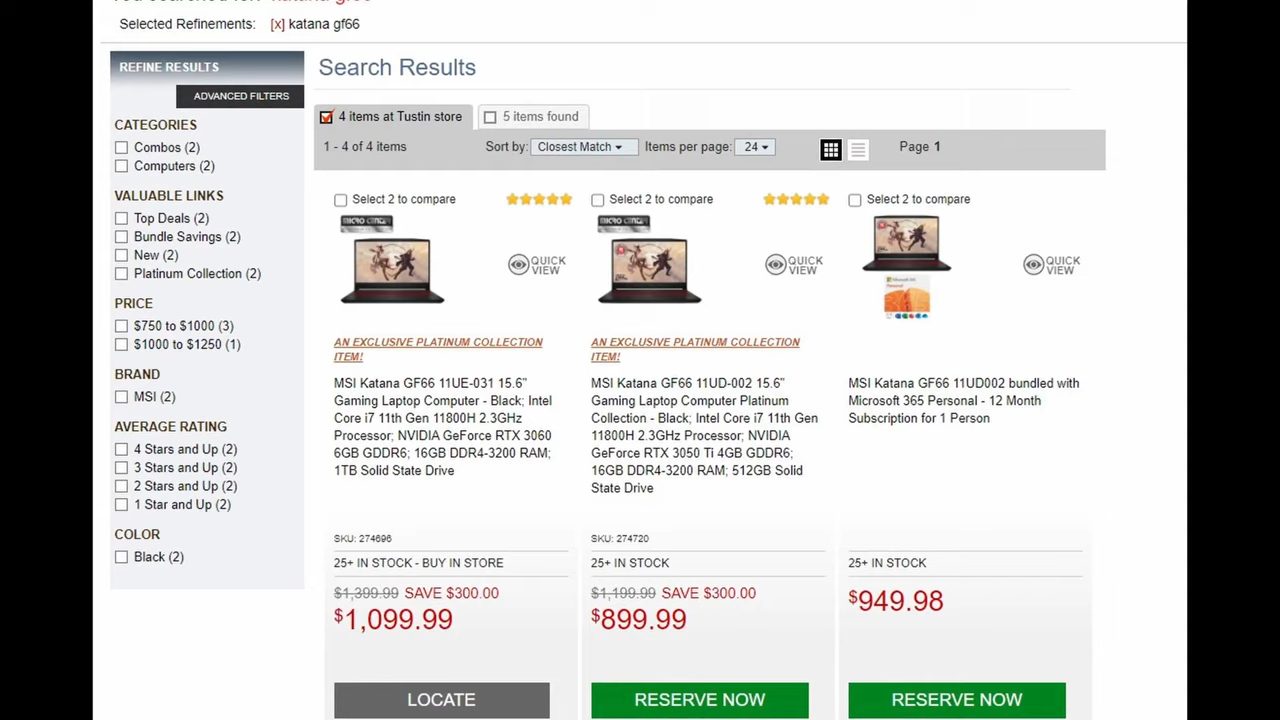 You searched for: katana gf66
Selected Refinements: [x] katana gf66
REFINE RESULTS
ADVANCED FILTERS
CATEGORIES
Combos (2)
Computers (2)
VALUABLE LINKS
Top Deals (2)
Bundle Savings (2)
New (2)
Platinum Collection (2)
PRICE
$750 to $1000 (3)
$1000 to $1250 (1)
BRAND
MSI (2)
AVERAGE RATING
4 Stars and Up (2)
3 Stars and Up (2)
2 Stars and Up (2)
1 Star and Up (2)
COLOR
Black (2)
Search Results
4 items at Tustin store
5 items found
1 - 4 of 4 items
Sort by: Closest Match
Items per page: 24
Page 1
Select 2 to compare
MICRO CENTER
QUICK
VIEW
AN EXCLUSIVE PLATINUM COLLECTION
ITEM!
MSI Katana GF66 11UE-031 15.6"
Gaming Laptop Computer - Black; Intel
Core i7 11th Gen 11800H 2.3GHz
Processor; NVIDIA GeForce RTX 3060
6GB GDDR6; 16GB DDR4-3200 RAM;
1TB Solid State Drive
SKU: 274696
25+ IN STOCK - BUY IN STORE
$1,399.99 SAVE $300.00
$1,099.99
LOCATE
Select 2 to compare
MICRO CENTER
QUICK
VIEW
AN EXCLUSIVE PLATINUM COLLECTION
ITEM!
MSI Katana GF66 11UD-002 15.6"
Gaming Laptop Computer Platinum
Collection - Black; Intel Core i7 11th Gen
11800H 2.3GHz Processor; NVIDIA
GeForce RTX 3050 Ti 4GB GDDR6;
16GB DDR4-3200 RAM; 512GB Solid
State Drive
SKU: 274720
25+ IN STOCK
$1,199.99 SAVE $300.00
$899.99
RESERVE NOW
Select 2 to compare
QUICK
VIEW
Microsoft 365
Personal
MSI Katana GF66 11UD002 bundled with
Microsoft 365 Personal - 12 Month
Subscription for 1 Person
25+ IN STOCK
$949.98
RESERVE NOW